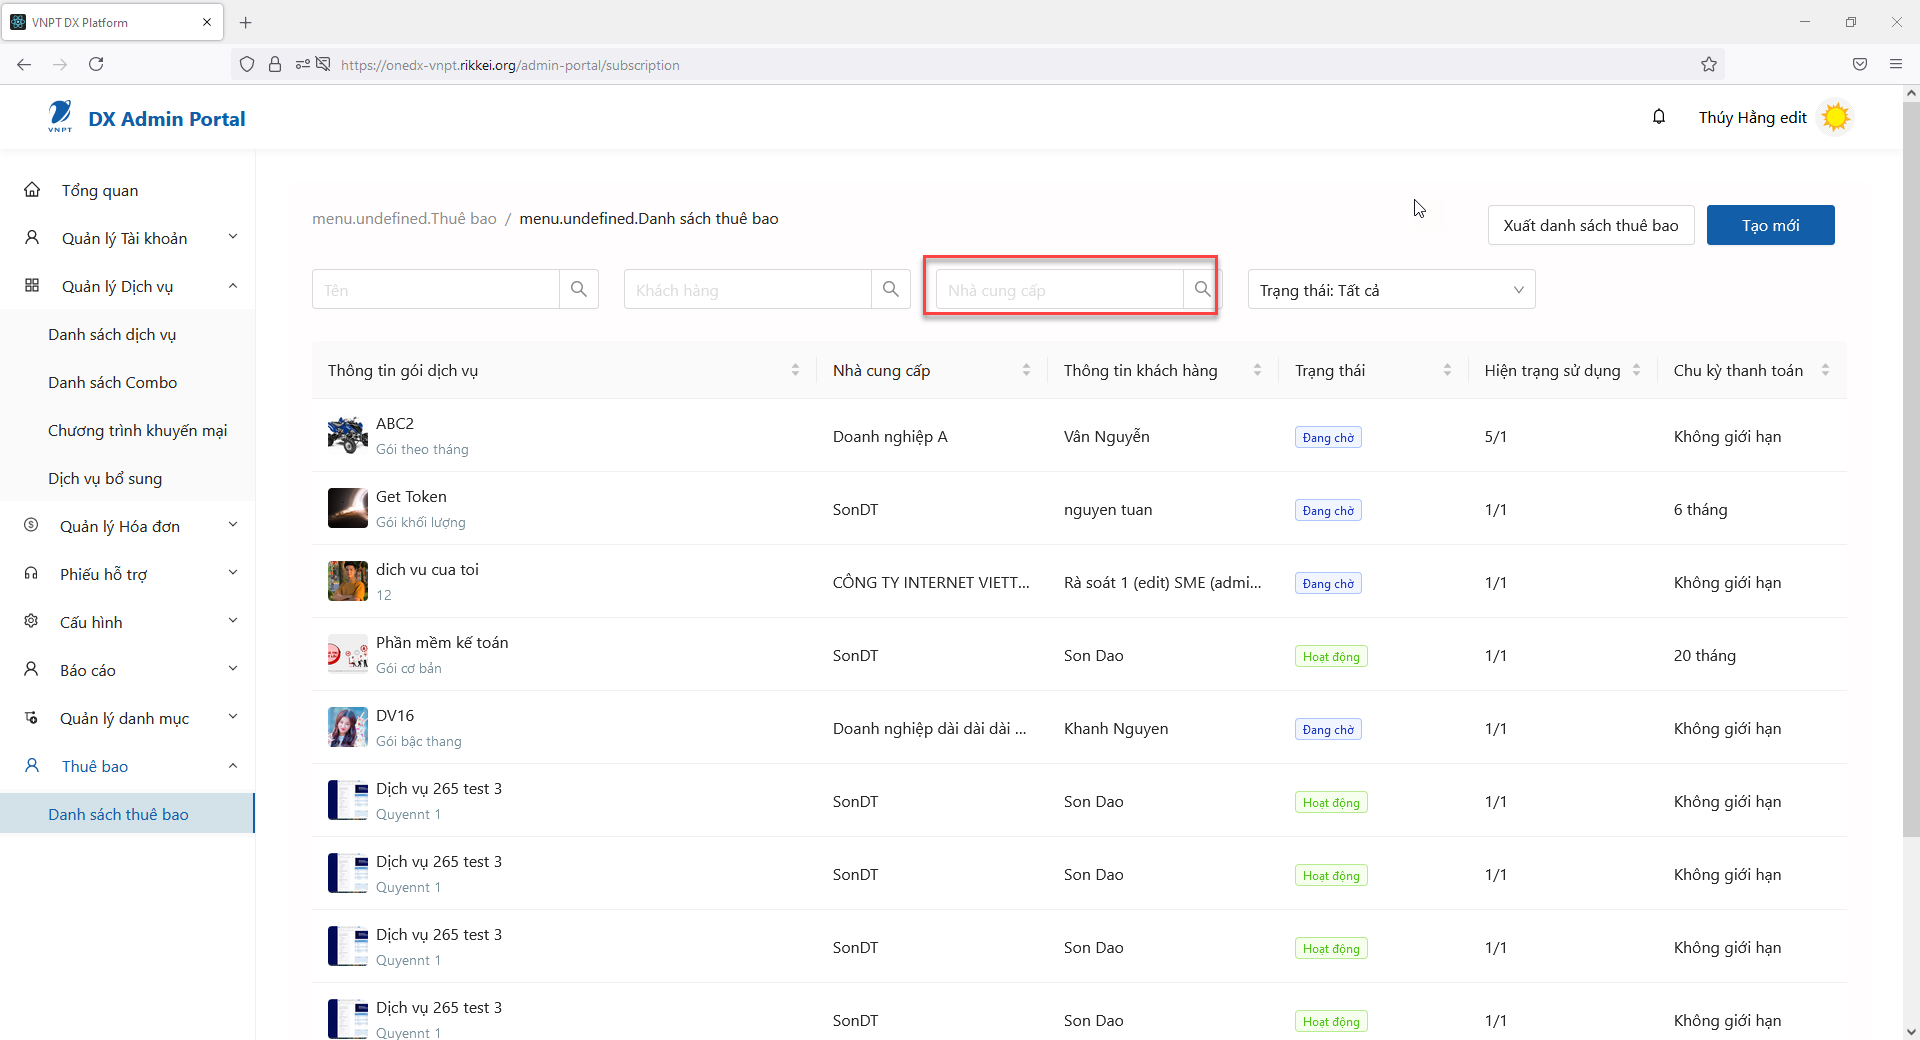 VNPT DX Platform
https://onedx-vnpt.rikkei.org/admin-portal/subscription
VNPT
DX Admin Portal
Thúy Hằng edit
Tổng quan
Quản lý Tài khoản
Quản lý Dịch vụ
Danh sách dịch vụ
Danh sách Combo
Chương trình khuyến mại
Dịch vụ bổ sung
Quản lý Hóa đơn
Phiếu hỗ trợ
Cấu hình
Báo cáo
Quản lý danh mục
Thuê bao
Danh sách thuê bao
menu.undefined.Thuê bao / menu.undefined.Danh sách thuê bao
Xuất danh sách thuê bao
Tạo mới
Tên
Khách hàng
Nhà cung cấp
Trạng thái: Tất cả
Thông tin gói dịch vụ Nhà cung cấp Thông tin khách hàng Trạng thái Hiện trạng sử dụng Chu kỳ thanh toán
ABC2
Gói theo tháng
Doanh nghiệp A Vân Nguyễn Đang chờ 5/1 Không giới hạn
Get Token
Gói khối lượng
SonDT nguyen tuan Đang chờ 1/1 6 tháng
dich vu cua toi
12
CÔNG TY INTERNET VIETT... Rà soát 1 (edit) SME (admi... Đang chờ 1/1 Không giới hạn
Phần mềm kế toán
Gói cơ bản
SonDT Son Dao Hoạt động 1/1 20 tháng
DV16
Gói bậc thang
Doanh nghiệp dài dài dài ... Khanh Nguyen Đang chờ 1/1 Không giới hạn
Dịch vụ 265 test 3
Quyennt 1
SonDT Son Dao Hoạt động 1/1 Không giới hạn
Dịch vụ 265 test 3
Quyennt 1
SonDT Son Dao Hoạt động 1/1 Không giới hạn
Dịch vụ 265 test 3
Quyennt 1
SonDT Son Dao Hoạt động 1/1 Không giới hạn
Dịch vụ 265 test 3
Quyennt 1
SonDT Son Dao Hoạt động 1/1 Không giới hạn